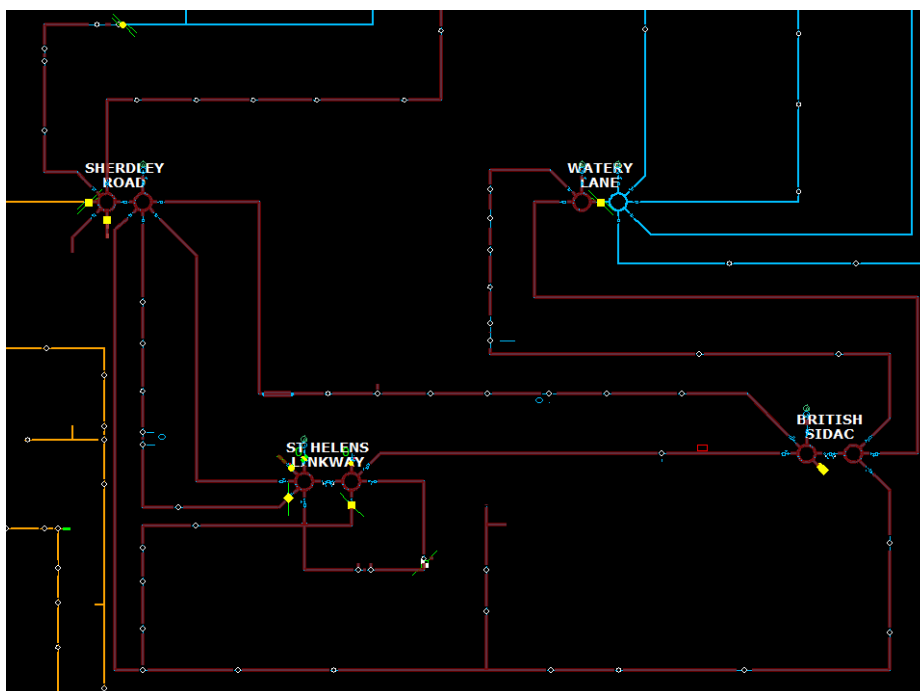 SHERDLEY
ROAD
WATERY
LANE
BRITISH
SIDAC
ST HELENS
LINKWAY